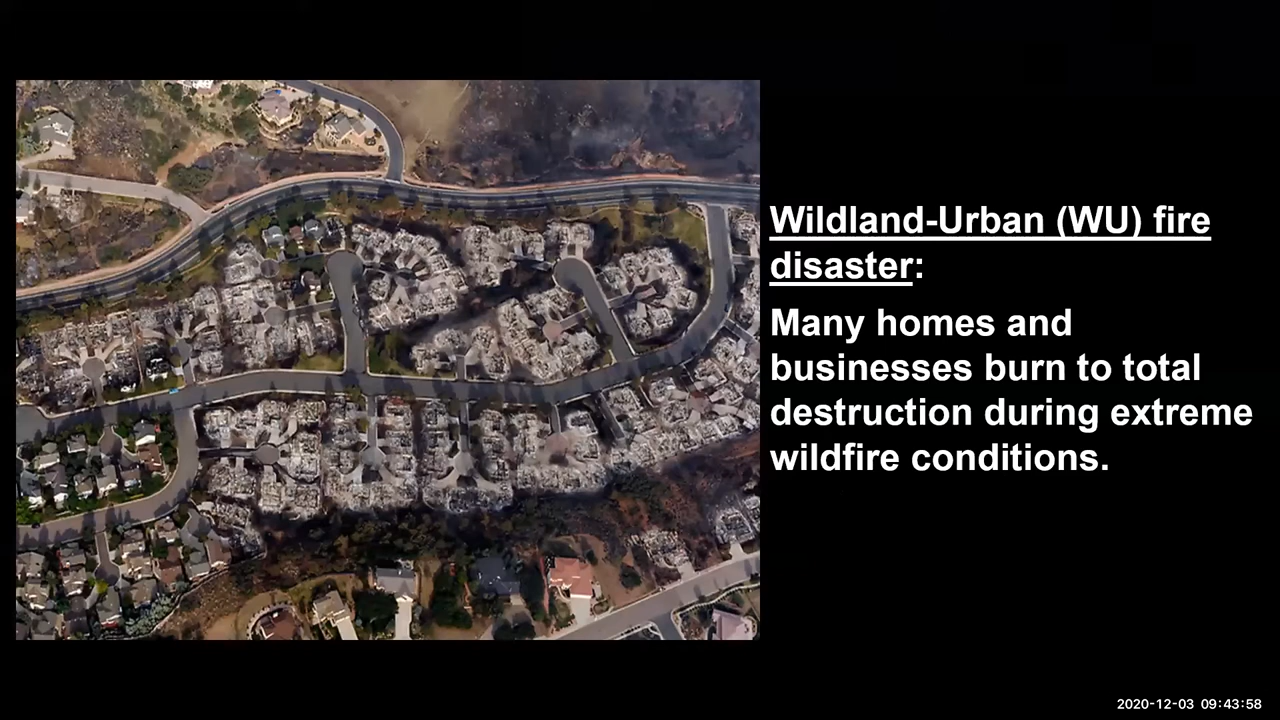 Wildland-Urban (WU) fire
disaster:
Many homes and
businesses burn to total
destruction during extreme
wildfire conditions.
2020-12-03 09:43:58